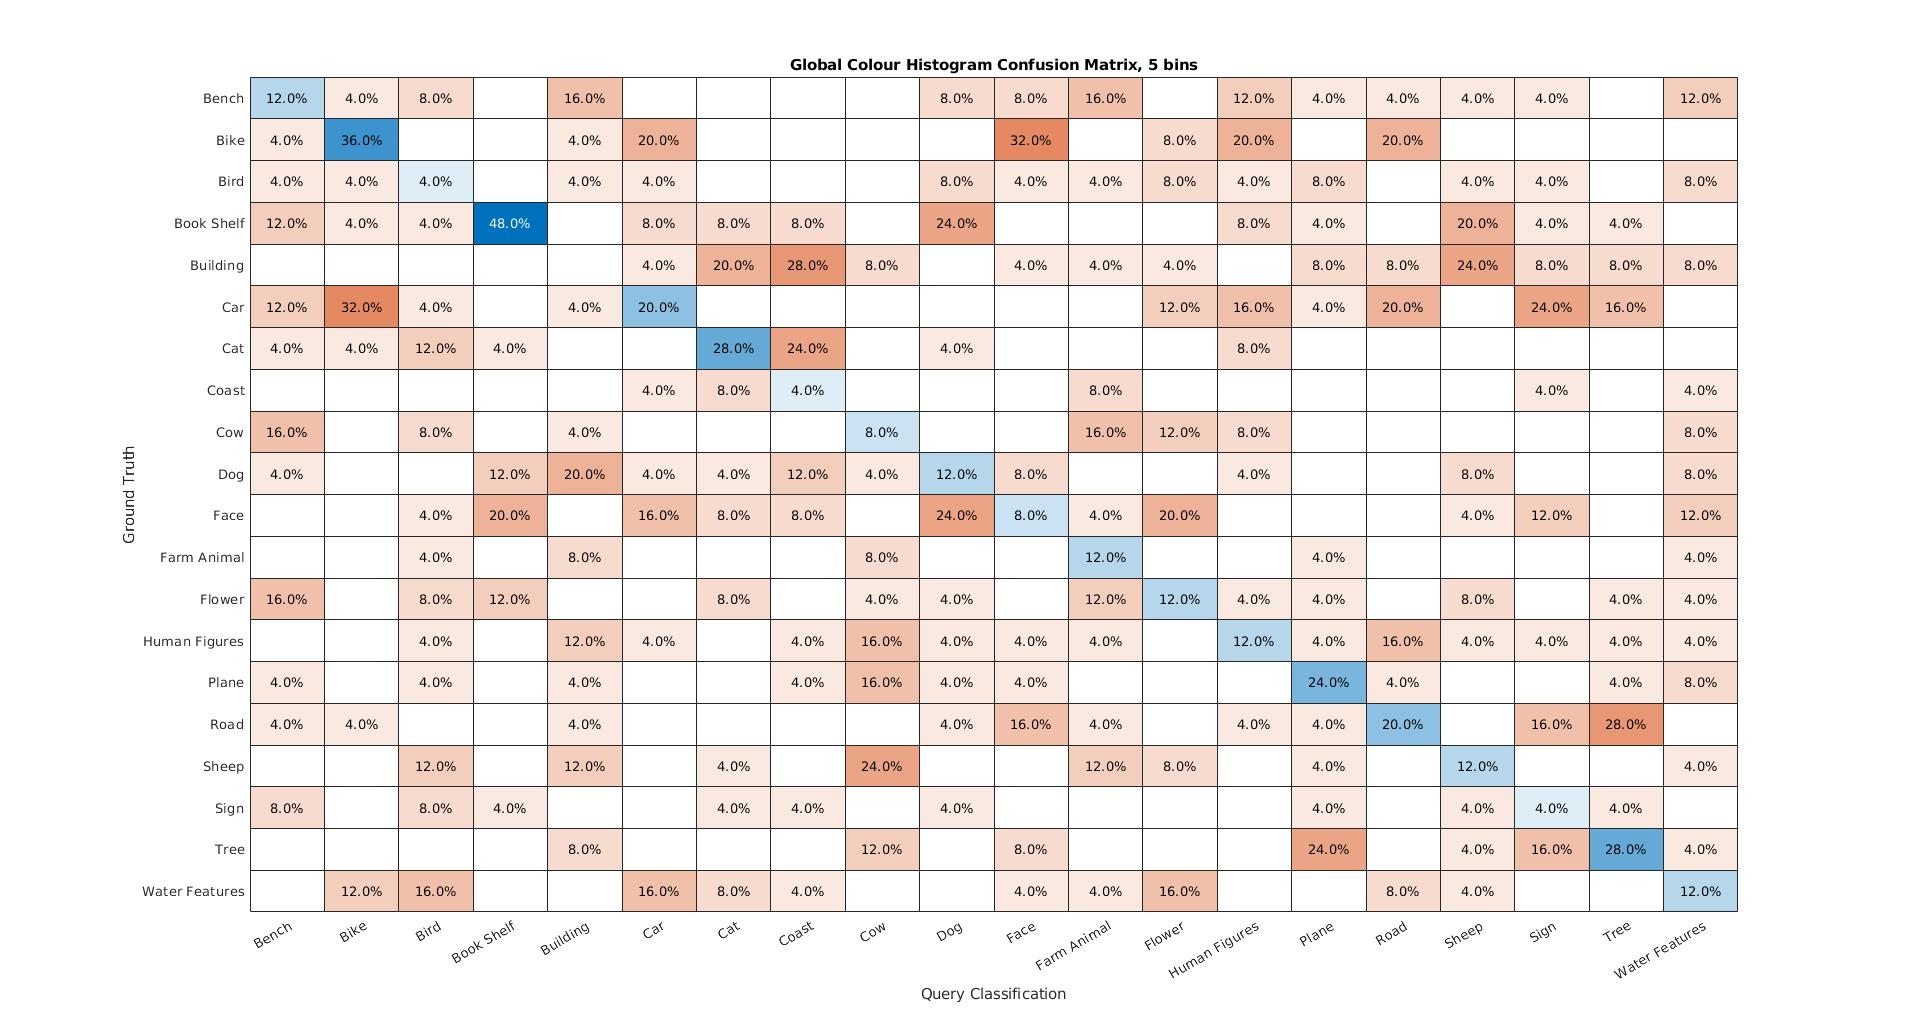 Global Colour Histogram Confusion Matrix, 5 bins
Bench 12.0% 4.0% 8.0% 16.0% 8.0% 8.0% 16.0% 12.0% 4.0% 4.0% 4.0% 4.0% 12.0%
Bike 4.0% 36.0% 4.0% 20.0% 32.0% 8.0% 20.0% 20.0%
Bird 4.0% 4.0% 4.0% 4.0% 4.0% 8.0% 4.0% 4.0% 8.0% 4.0% 8.0% 4.0% 4.0% 8.0%
Book Shelf 12.0% 4.0% 4.0% 48.0% 8.0% 8.0% 8.0% 24.0% 8.0% 4.0% 20.0% 4.0% 4.0%
Building 4.0% 20.0% 28.0% 8.0% 4.0% 4.0% 4.0% 8.0% 8.0% 24.0% 8.0% 8.0% 8.0%
Car 12.0% 32.0% 4.0% 4.0% 20.0% 12.0% 16.0% 4.0% 20.0% 24.0% 16.0%
Cat 4.0% 4.0% 12.0% 4.0% 28.0% 24.0% 4.0% 8.0%
Coast 4.0% 8.0% 4.0% 8.0% 4.0% 4.0%
Cow 16.0% 8.0% 4.0% 8.0% 16.0% 12.0% 8.0% 8.0%
Dog 4.0% 12.0% 20.0% 4.0% 4.0% 12.0% 4.0% 12.0% 8.0% 4.0% 8.0% 8.0%
Face 4.0% 20.0% 16.0% 8.0% 8.0% 24.0% 8.0% 4.0% 20.0% 4.0% 12.0% 12.0%
Farm Animal 4.0% 8.0% 8.0% 12.0% 4.0% 4.0%
Flower 16.0% 8.0% 12.0% 8.0% 4.0% 4.0% 12.0% 12.0% 4.0% 4.0% 8.0% 4.0% 4.0%
Human Figures 4.0% 12.0% 4.0% 4.0% 16.0% 4.0% 4.0% 4.0% 12.0% 4.0% 16.0% 4.0% 4.0% 4.0% 4.0%
Plane 4.0% 4.0% 4.0% 4.0% 16.0% 4.0% 4.0% 24.0% 4.0% 4.0% 8.0%
Road 4.0% 4.0% 4.0% 4.0% 16.0% 4.0% 4.0% 4.0% 20.0% 16.0% 28.0%
Sheep 12.0% 12.0% 4.0% 24.0% 12.0% 8.0% 4.0% 12.0% 4.0%
Sign 8.0% 8.0% 4.0% 4.0% 4.0% 4.0% 4.0% 4.0% 4.0% 4.0%
Tree 8.0% 12.0% 8.0% 24.0% 4.0% 16.0% 28.0% 4.0%
Water Features 12.0% 16.0% 16.0% 8.0% 4.0% 4.0% 4.0% 16.0% 8.0% 4.0% 12.0%
Ground Truth
Bench Bike Bird Book Shelf Building Car Cat Coast Cow Dog Face Farm Animal Flower Human Figures Plane Road Sheep Sign Tree Water Features
Query Classification